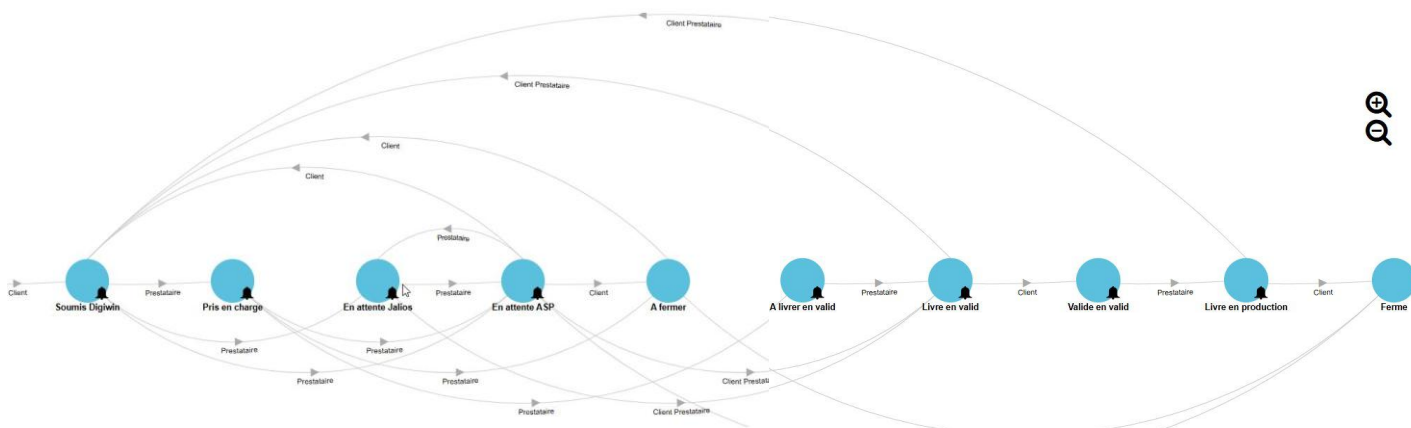 Client Prestataire
Client Prestataire
Client
Client
Prestataire
Client
Prestataire
Prestataire
Client
Prestataire
Client
Prestataire
Client
Soumis Digiwin
Pris en charge
En attente Jalios
En attente ASP
A fermer
A livrer en valid
Livre en valid
Valide en valid
Livre en production
Ferme
Prestataire
Prestataire
Prestataire
Prestataire
Client Prestat
Prestataire
Client Prestataire